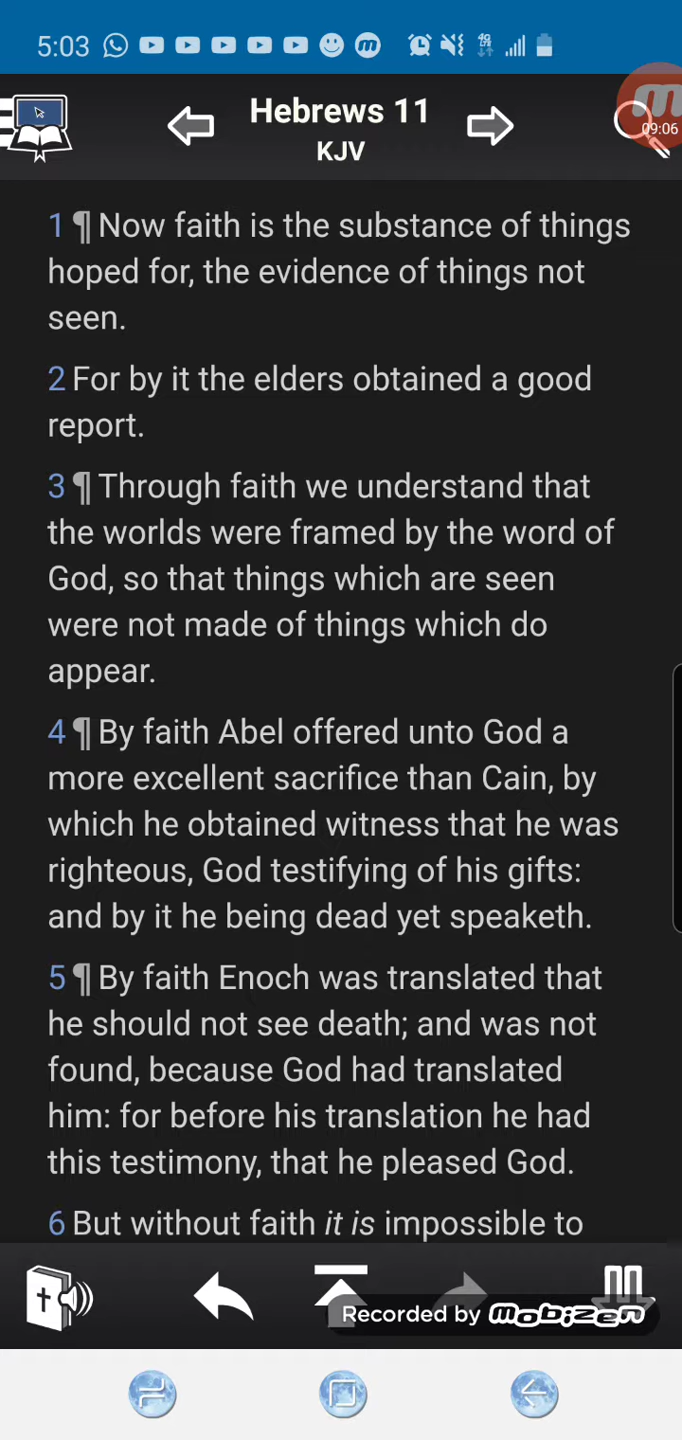 5:03
4G
Hebrews 11
KJV
09:06
1 ¶ Now faith is the substance of things
hoped for, the evidence of things not
seen.
2 For by it the elders obtained a good
report.
3 ¶ Through faith we understand that
the worlds were framed by the word of
God, so that things which are seen
were not made of things which do
appear.
4 ¶ By faith Abel offered unto God a
more excellent sacrifice than Cain, by
which he obtained witness that he was
righteous, God testifying of his gifts:
and by it he being dead yet speaketh.
5 ¶ By faith Enoch was translated that
he should not see death; and was not
found, because God had translated
him: for before his translation he had
this testimony, that he pleased God.
6 But without faith it is impossible to
Recorded by mobizen